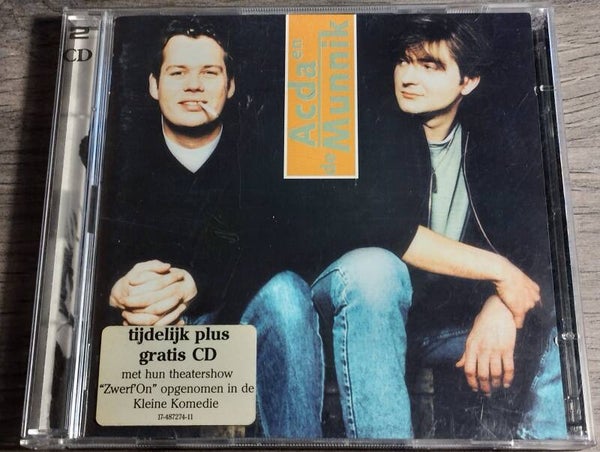 2
CD
Acda en
de Munnik
tijdelijk plus
gratis CD
met hun theatershow
"Zwerf'On" opgenomen in de
Kleine Komedie
17-487274-11